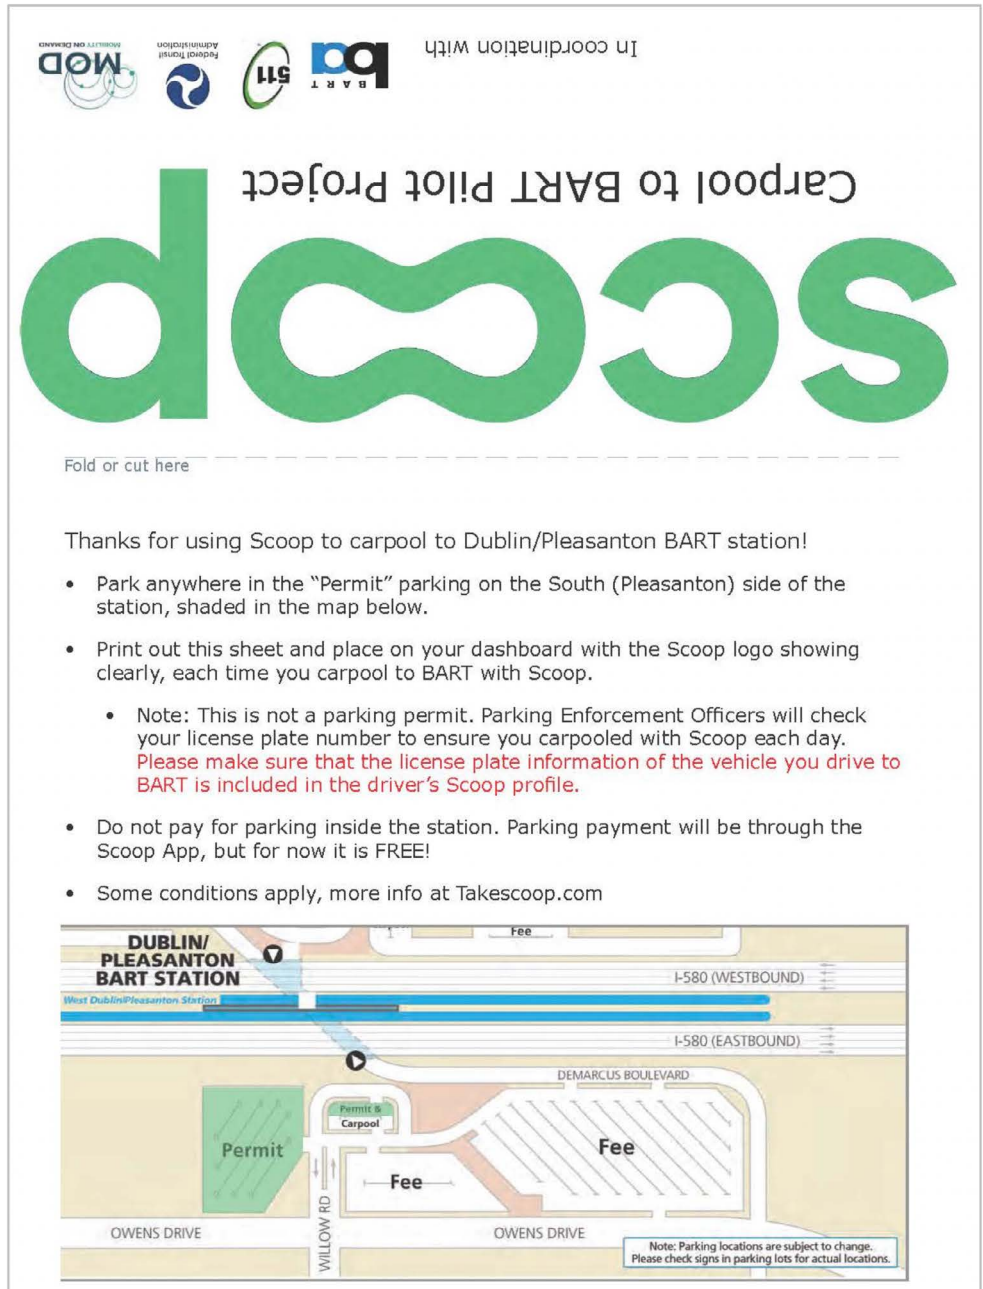 In coordination with
BART
ba
511
Federal Transit
Administration
MOD
MOBILITY ON DEMAND
Carpool to BART Pilot Project
scoop
Fold or cut here
Thanks for using Scoop to carpool to Dublin/Pleasanton BART station!
• Park anywhere in the “Permit” parking on the South (Pleasanton) side of the
station, shaded in the map below.
• Print out this sheet and place on your dashboard with the Scoop logo showing
clearly, each time you carpool to BART with Scoop.
• Note: This is not a parking permit. Parking Enforcement Officers will check
your license plate number to ensure you carpooled with Scoop each day.
Please make sure that the license plate information of the vehicle you drive to
BART is included in the driver’s Scoop profile.
• Do not pay for parking inside the station. Parking payment will be through the
Scoop App, but for now it is FREE!
• Some conditions apply, more info at Takescoop.com
Fee
DUBLIN/
PLEASANTON
BART STATION
I-580 (WESTBOUND)
West Dublin/Pleasanton Station
I-580 (EASTBOUND)
DEMARCUS BOULEVARD
Permit &
Carpool
Permit
Fee
Fee
WILLOW RD
OWENS DRIVE
OWENS DRIVE
Note: Parking locations are subject to change.
Please check signs in parking lots for actual locations.